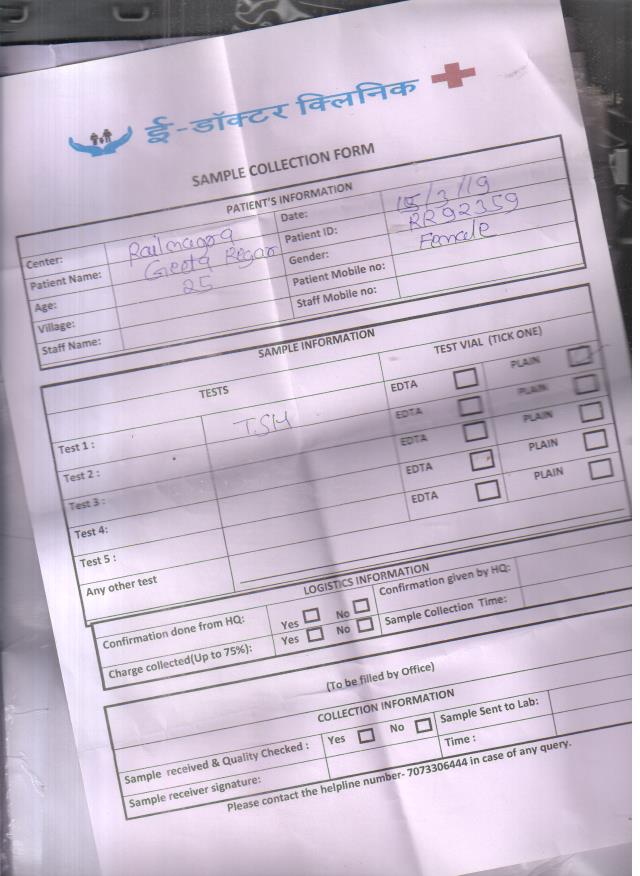 ई-डॉक्टर क्लिनिक
SAMPLE COLLECTION FORM
PATIENT'S INFORMATION
Center: Railmagra Date: /3/19
Patient Name: Geeta Regar Patient ID: RR92359
Age: 25 Gender: Female
Village: Patient Mobile no:
Staff Name: Staff Mobile no:
SAMPLE INFORMATION
TESTS TEST VIAL (TICK ONE)
Test 1 : TSH EDTA PLAIN
Test 2 : EDTA PLAIN
Test 3 : EDTA PLAIN
Test 4: EDTA PLAIN
Test 5 : EDTA PLAIN
Any other test
LOGISTICS INFORMATION
Confirmation done from HQ: Yes No Confirmation given by HQ:
Charge collected(Up to 75%): Yes No Sample Collection Time:
(To be filled by Office)
COLLECTION INFORMATION
Sample received & Quality Checked : Yes No Sample Sent to Lab:
Sample receiver signature: Time :
Please contact the helpline number- 7073306444 in case of any query.